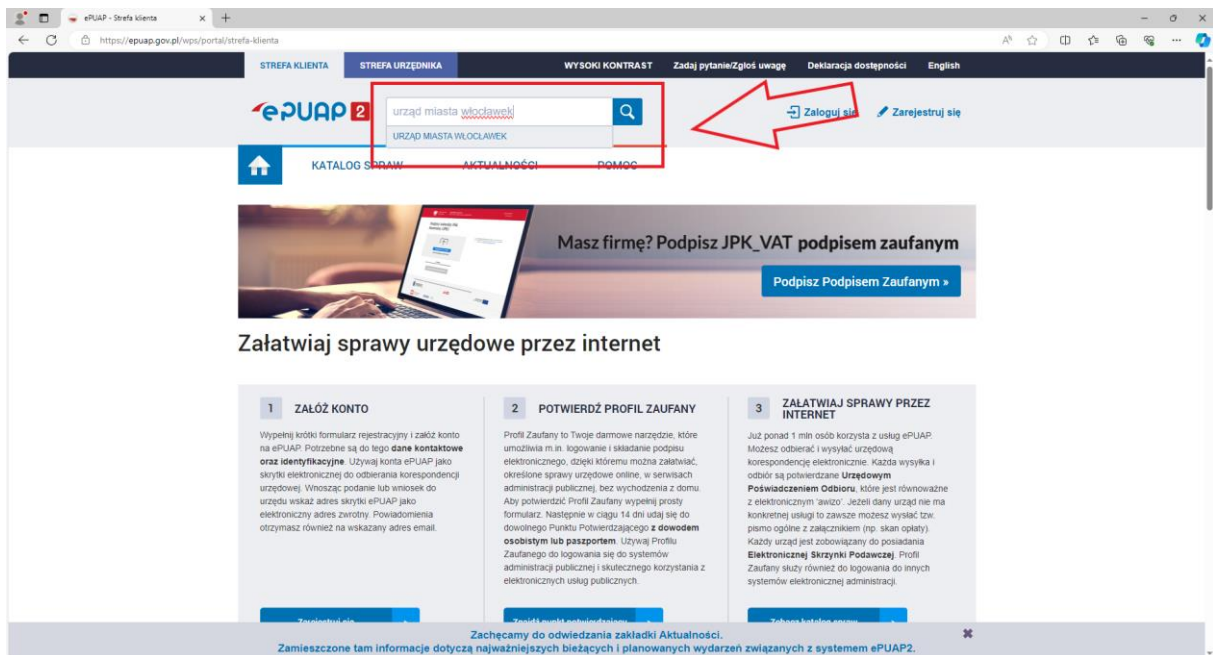 ePUAP - Strefa klienta
https://epuap.gov.pl/wps/portal/strefa-klienta
STREFA KLIENTA STREFA URZĘDNIKA WYSOKI KONTRAST Zadaj pytanie/Zgłoś uwagę Deklaracja dostępności English
ePUAP 2 urząd miasta włocławek Zaloguj się Zarejestruj się
URZĄD MIASTA WŁOCŁAWEK
KATALOG SPRAW AKTUALNOŚCI POMOC
Masz firmę? Podpisz JPK_VAT podpisem zaufanym
Podpisz Podpisem Zaufanym »
Załatwiaj sprawy urzędowe przez internet
1 ZAŁÓŻ KONTO
Wypełnij krótki formularz rejestracyjny i załóż konto
na ePUAP. Potrzebne są do tego dane kontaktowe
oraz identyfikacyjne. Używaj konta ePUAP jako
skrytki elektronicznej do odbierania korespondencji
urzędowej. Wnosząc podanie lub wniosek do
urzędu wskaż adres skrytki ePUAP jako
elektroniczny adres zwrotny. Powiadomienia
otrzymasz również na wskazany adres email.
Zarejestruj się
2 POTWIERDŹ PROFIL ZAUFANY
Profil Zaufany to Twoje darmowe narzędzie, które
umożliwia m.in. logowanie i składanie podpisu
elektronicznego, dzięki któremu można załatwiać,
określone sprawy urzędowe online, w serwisach
administracji publicznej, bez wychodzenia z domu.
Aby potwierdzić Profil Zaufany wypełnij prosty
formularz. Następnie w ciągu 14 dni udaj się do
dowolnego Punktu Potwierdzającego z dowodem
osobistym lub paszportem. Używaj Profilu
Zaufanego do logowania się do systemów
administracji publicznej i skutecznego korzystania z
elektronicznych usług publicznych.
Znajdź punkt potwierdzający
3 ZAŁATWIAJ SPRAWY PRZEZ
INTERNET
Już ponad 1 mln osób korzysta z usług ePUAP.
Możesz odbierać i wysyłać urzędową
korespondencję elektronicznie. Każda wysyłka i
odbiór są potwierdzane Urzędowym
Poświadczeniem Odbioru, które jest równoważne
z elektronicznym 'awizo'. Jeżeli dany urząd nie ma
konkretnej usługi to zawsze możesz wysłać tzw.
pismo ogólne z załącznikiem (np. skan opłaty).
Każdy urząd jest zobowiązany do posiadania
Elektronicznej Skrzynki Podawczej. Profil
Zaufany służy również do logowania do innych
systemów elektronicznej administracji.
Zobacz katalog spraw
Zachęcamy do odwiedzania zakładki Aktualności.
Zamieszczone tam informacje dotyczą najważniejszych bieżących i planowanych wydarzeń związanych z systemem ePUAP2.